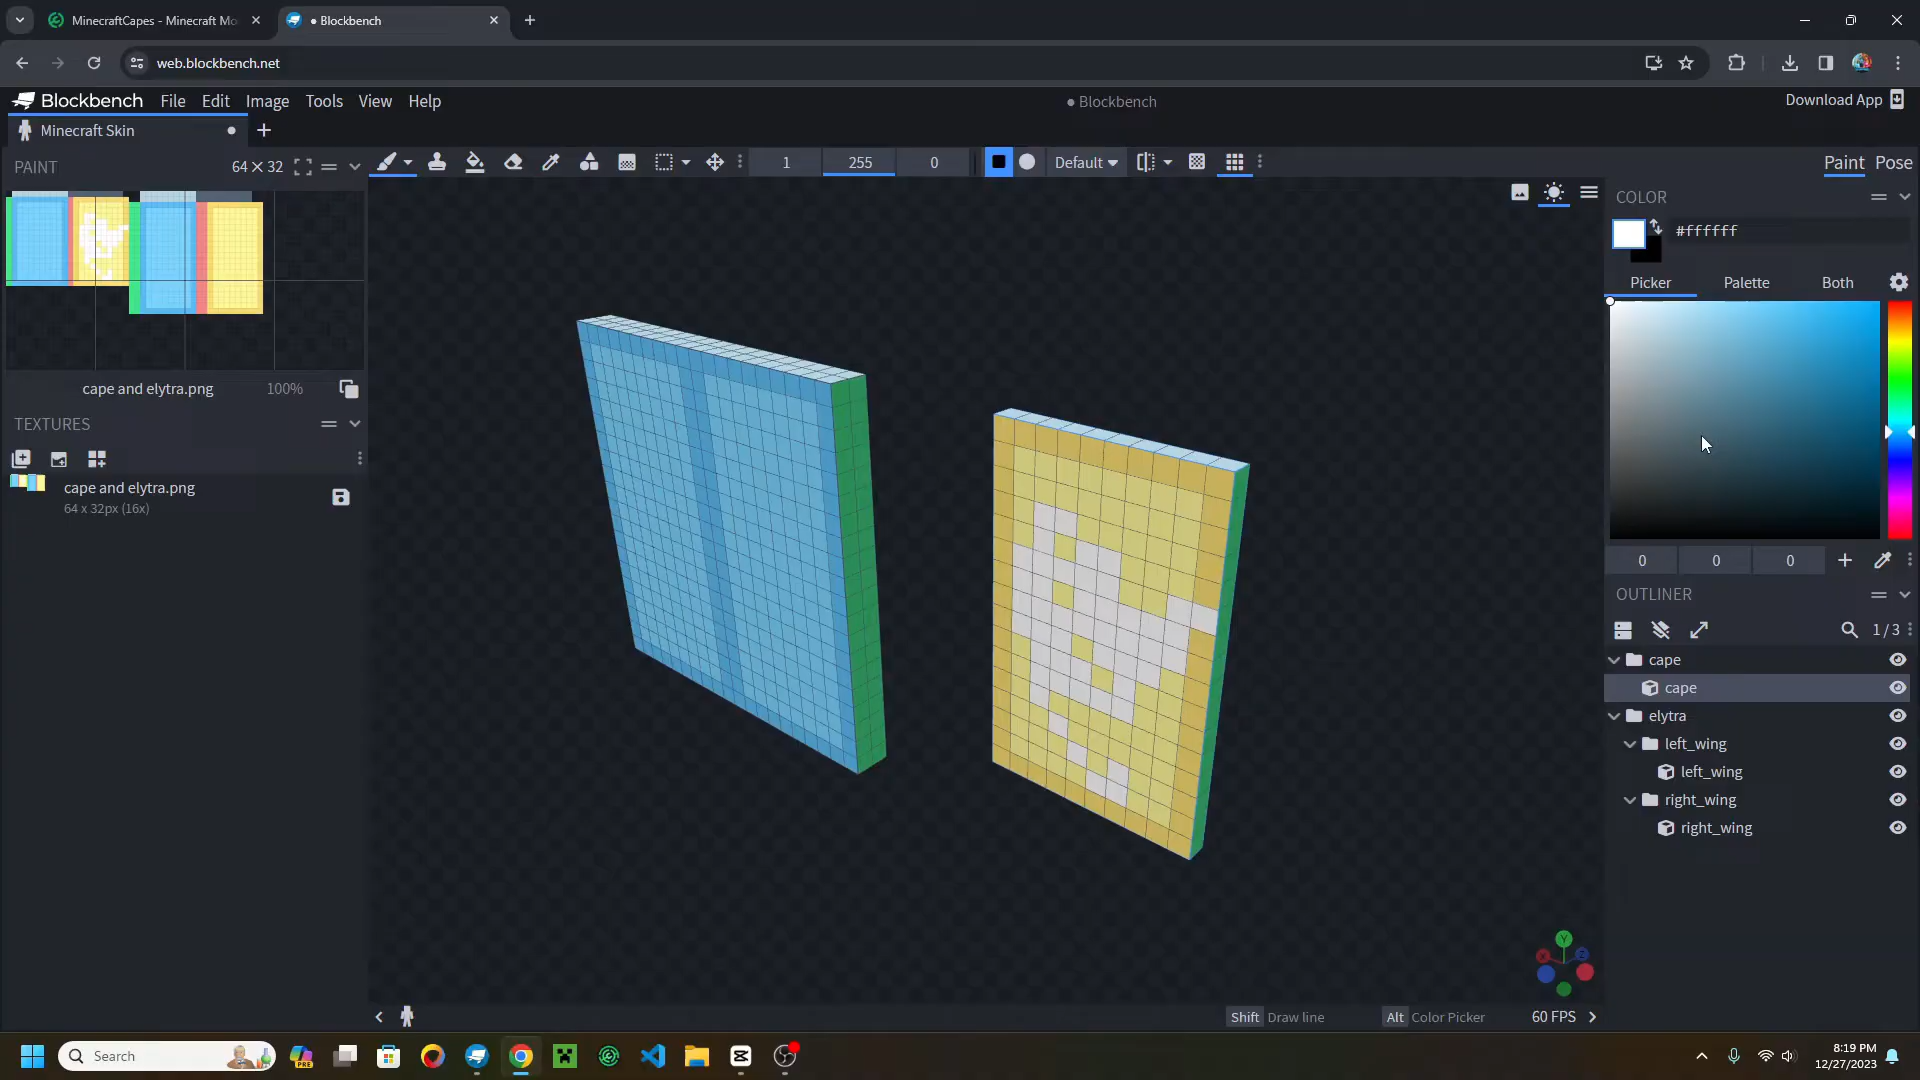 MinecraftCapes - Minecraft Mo
• Blockbench
web.blockbench.net
Blockbench
File
Edit
Image
Tools
View
Help
• Blockbench
Download App
Minecraft Skin
PAINT
64 × 32
1
255
0
Default
Paint
Pose
COLOR
#ffffff
Picker
Palette
Both
cape and elytra.png
100%
TEXTURES
cape and elytra.png
64 x 32px (16x)
0
0
0
OUTLINER
1 / 3
cape
cape
elytra
left_wing
left_wing
right_wing
right_wing
Y
X
Z
Shift
Draw line
Alt
Color Picker
60 FPS
Search
PRE
8:19 PM
12/27/2023